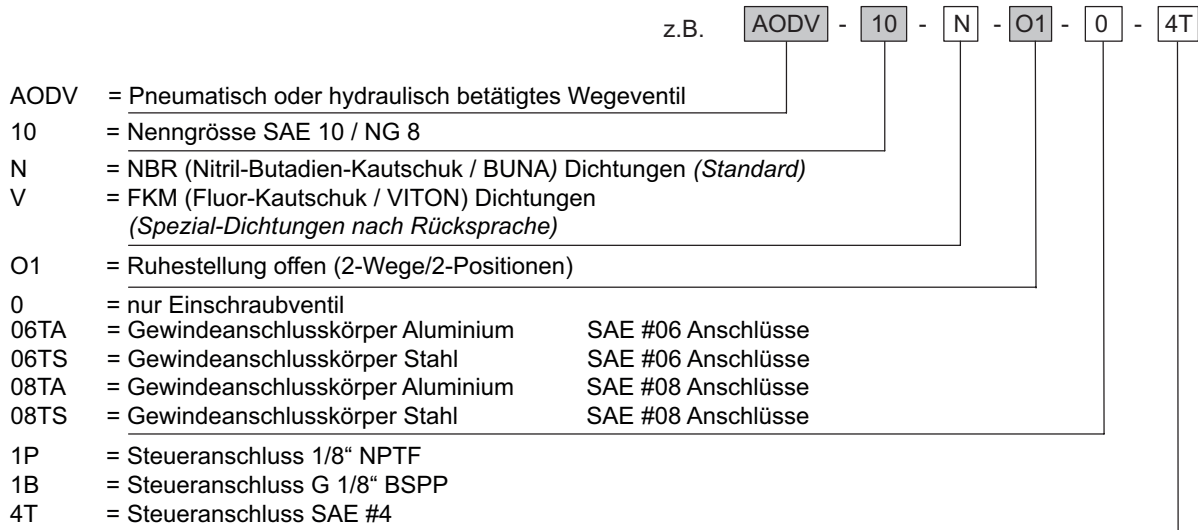 z.B. AODV - 10 - N - O1 - 0 - 4T
AODV = Pneumatisch oder hydraulisch betätigtes Wegeventil
10 = Nenngrösse SAE 10 / NG 8
N = NBR (Nitril-Butadien-Kautschuk / BUNA) Dichtungen (Standard)
V = FKM (Fluor-Kautschuk / VITON) Dichtungen
(Spezial-Dichtungen nach Rücksprache)
O1 = Ruhestellung offen (2-Wege/2-Positionen)
0 = nur Einschraubventil
06TA = Gewindeanschlusskörper Aluminium SAE #06 Anschlüsse
06TS = Gewindeanschlusskörper Stahl SAE #06 Anschlüsse
08TA = Gewindeanschlusskörper Aluminium SAE #08 Anschlüsse
08TS = Gewindeanschlusskörper Stahl SAE #08 Anschlüsse
1P = Steueranschluss 1/8“ NPTF
1B = Steueranschluss G 1/8“ BSPP
4T = Steueranschluss SAE #4